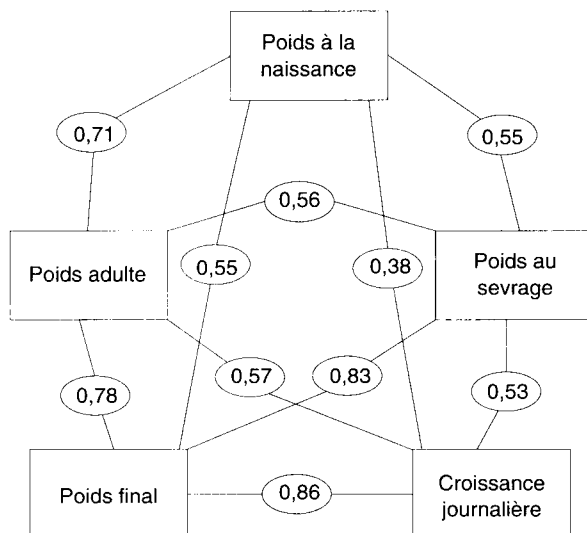 Poids à la
naissance
0,71
0,55
0,56
Poids adulte
0,55
0,38
Poids au
sevrage
0,78
0,57
0,83
0,53
Poids final
0,86
Croissance
journalière